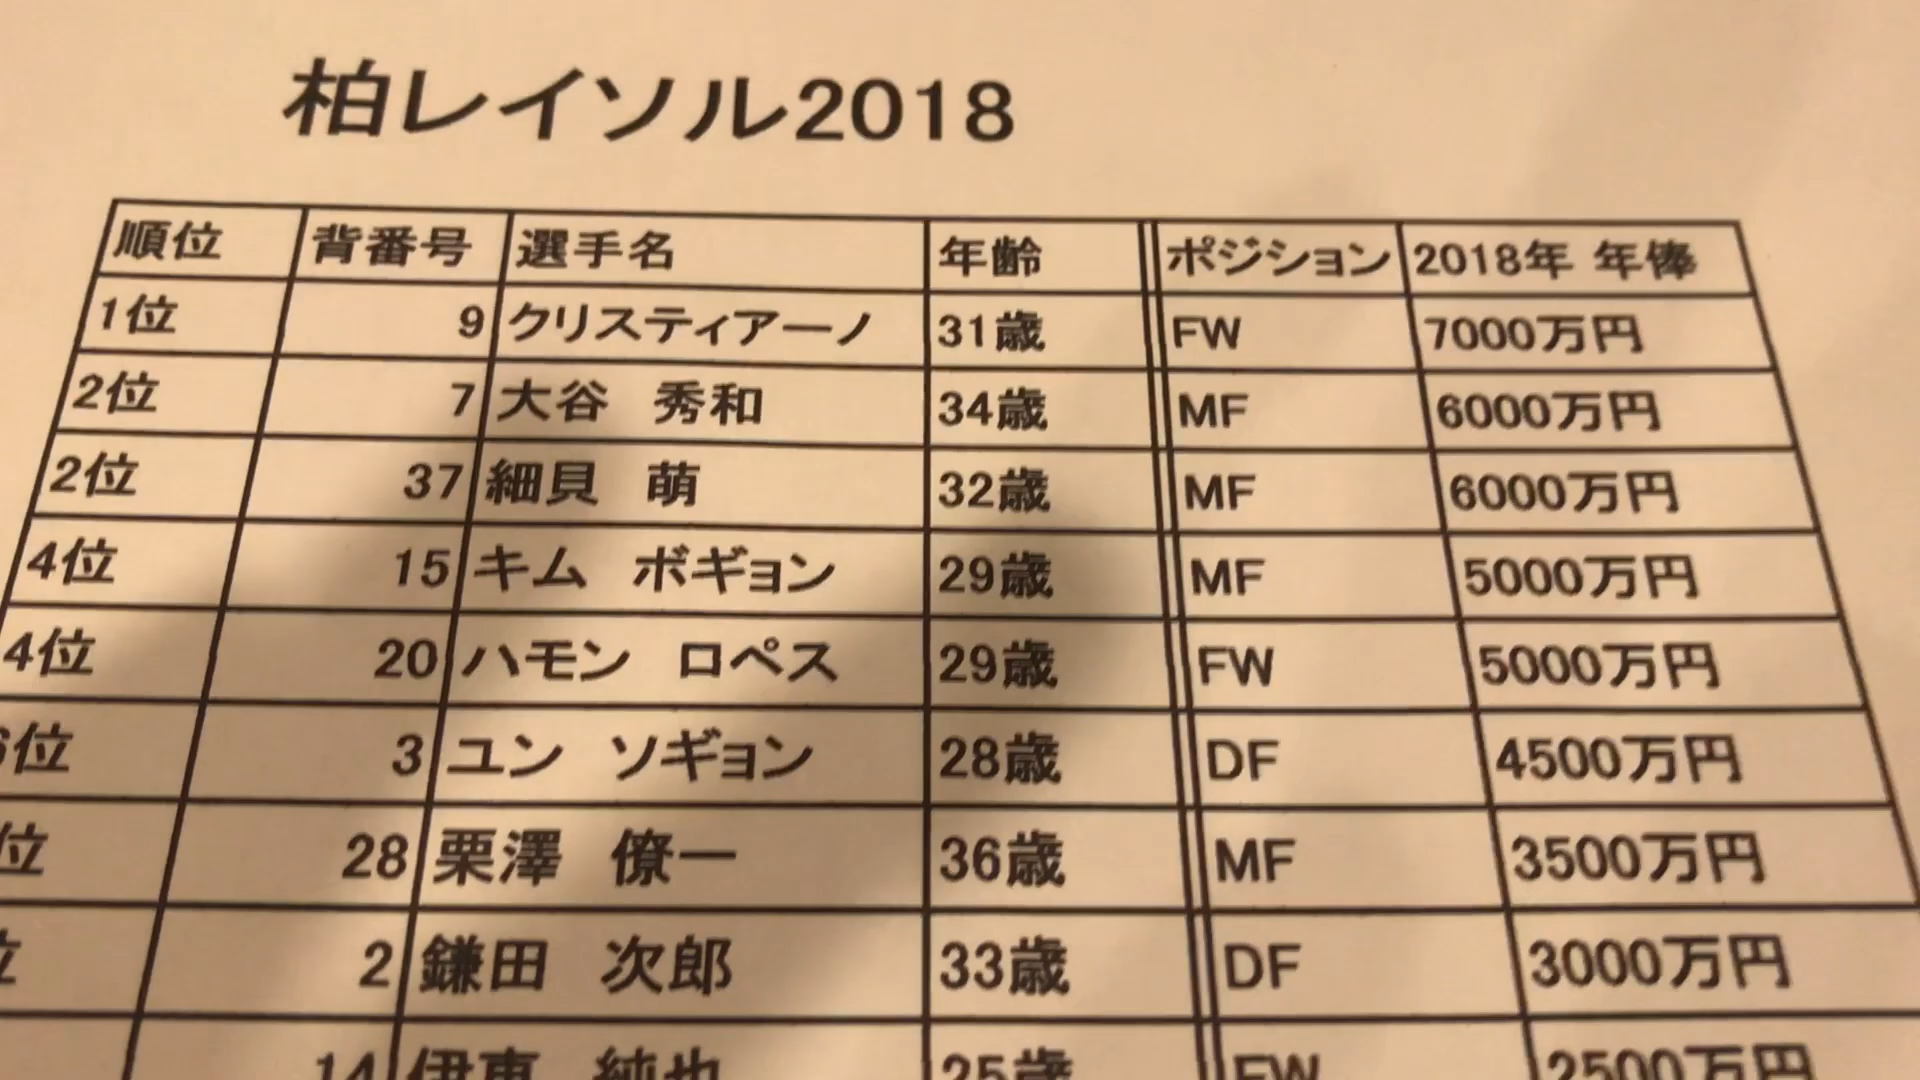 柏レイソル2018
順位 背番号 選手名 年齢 ポジション 2018年 年俸
1位 9 クリスティアーノ 31歳 FW 7000万円
2位 7 大谷 秀和 34歳 MF 6000万円
2位 37 細貝 萌 32歳 MF 6000万円
4位 15 キム ボギョン 29歳 MF 5000万円
4位 20 ハモン ロペス 29歳 FW 5000万円
6位 3 ユン ソギョン 28歳 DF 4500万円
位 28 栗澤 僚一 36歳 MF 3500万円
位 2 鎌田 次郎 33歳 DF 3000万円
14 伊東 純也 25歳 FW 2500万円